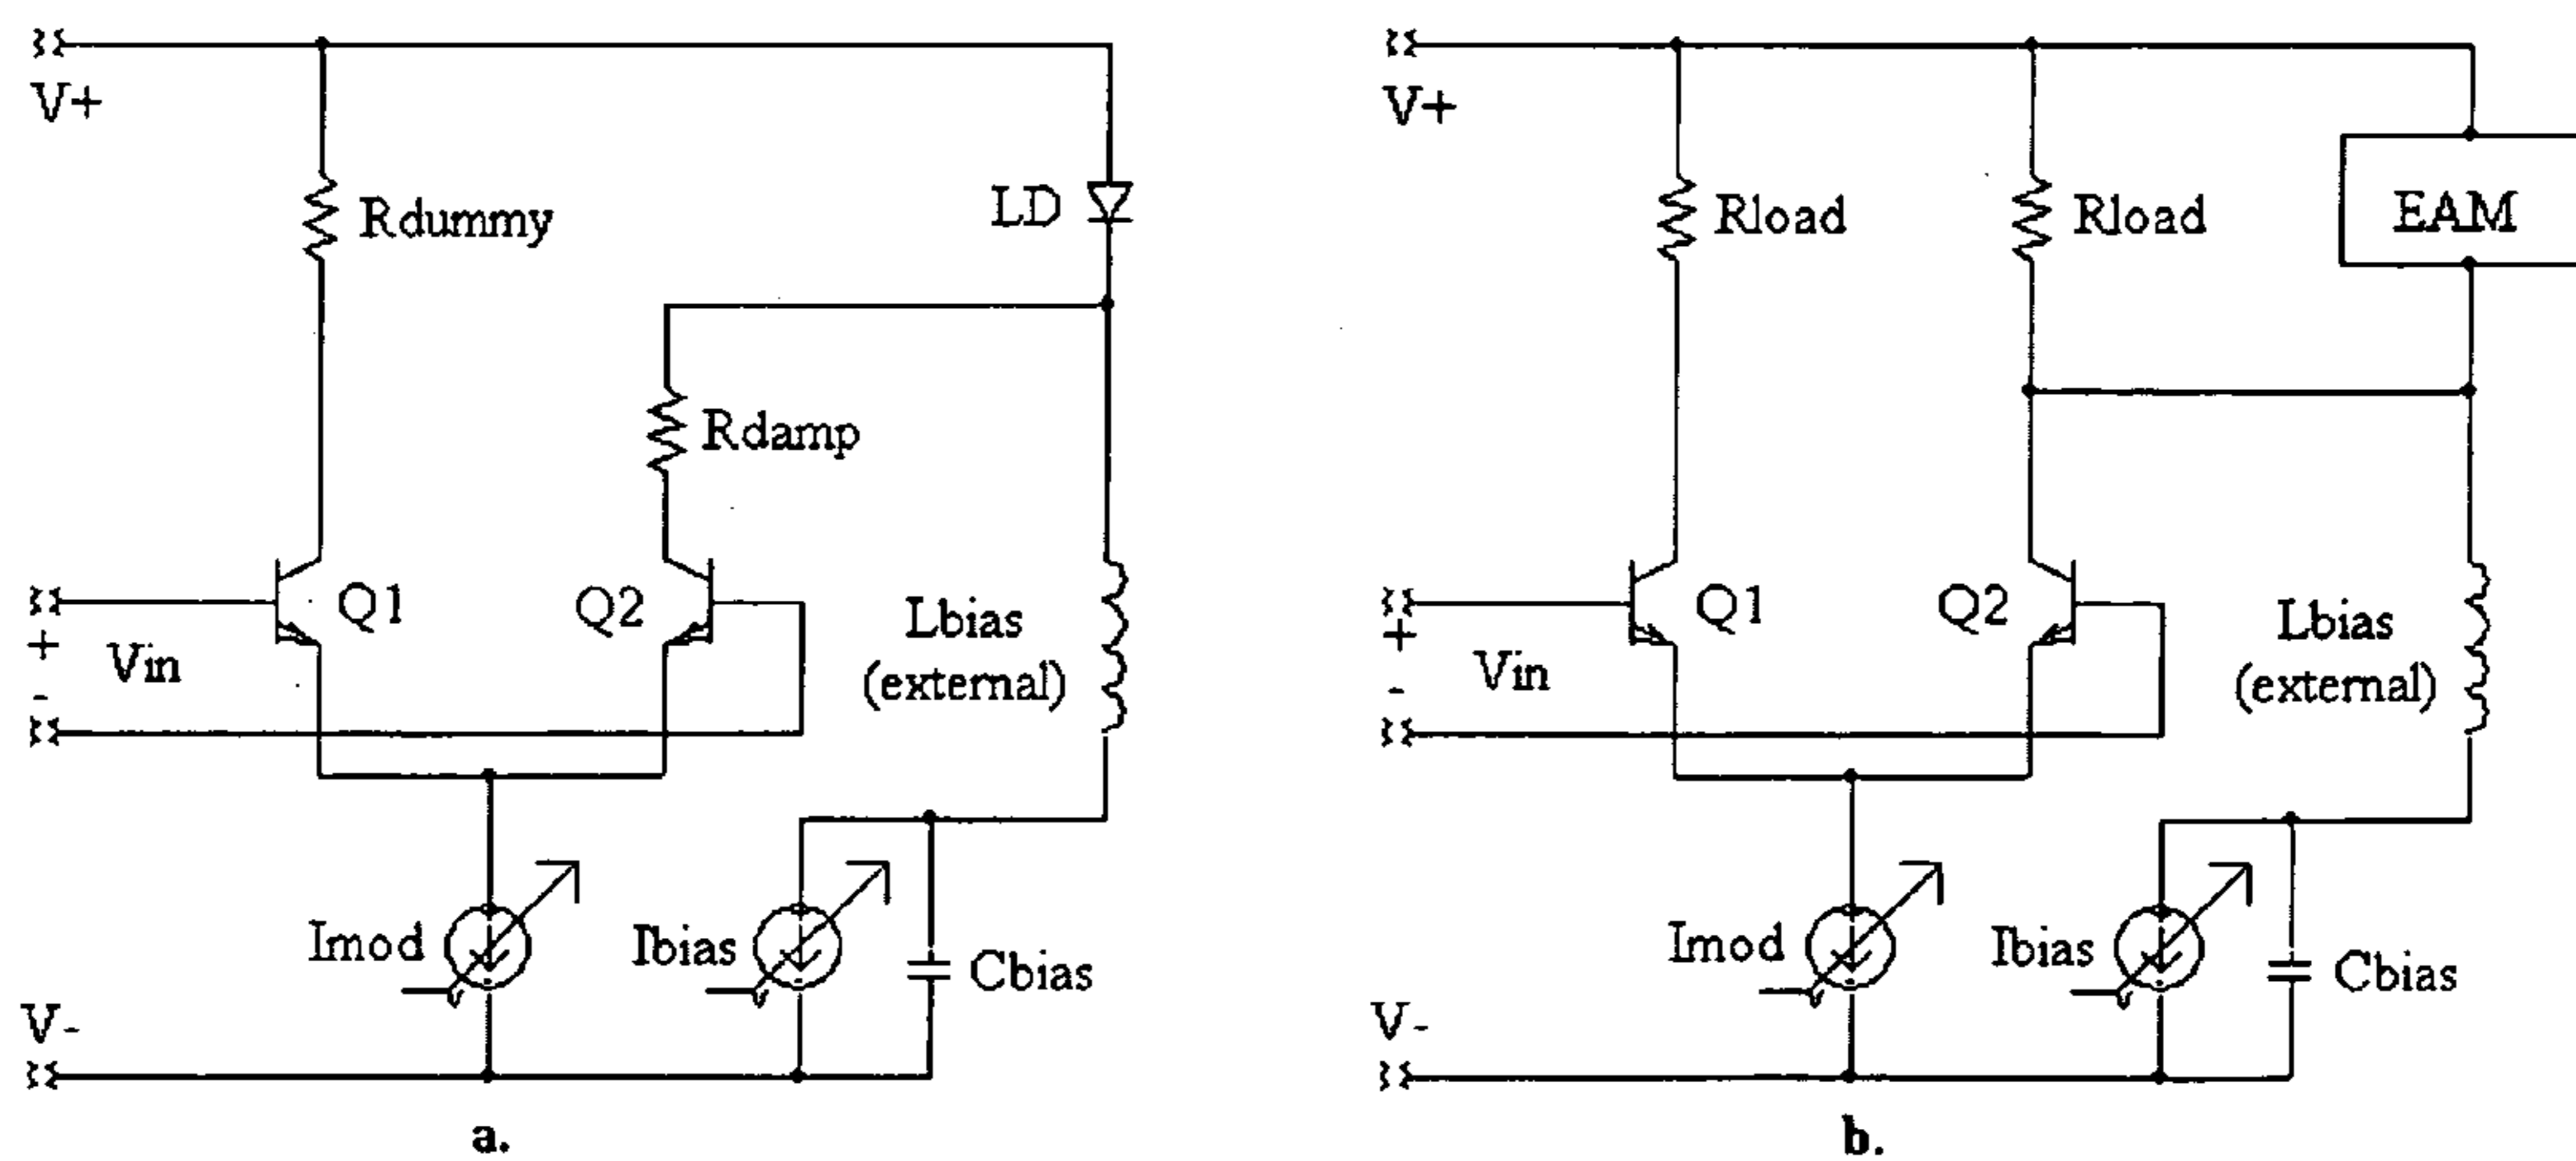 V+
Rdummy
LD
Rdamp
Q1
Q2
Lbias
(external)
+
Vin
-
Imod
Ibias
Cbias
V-
a.
V+
Rload
Rload
EAM
Q1
Q2
Lbias
(external)
+
Vin
-
Imod
Ibias
Cbias
V-
b.